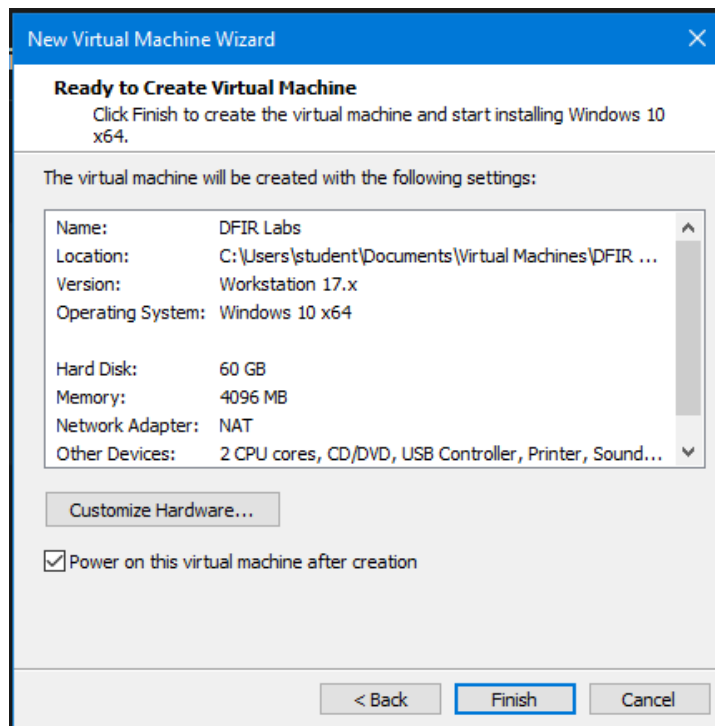 New Virtual Machine Wizard
Ready to Create Virtual Machine
Click Finish to create the virtual machine and start installing Windows 10
x64.
The virtual machine will be created with the following settings:
Name: DFIR Labs
Location: C:\Users\student\Documents\Virtual Machines\DFIR ...
Version: Workstation 17.x
Operating System: Windows 10 x64
Hard Disk: 60 GB
Memory: 4096 MB
Network Adapter: NAT
Other Devices: 2 CPU cores, CD/DVD, USB Controller, Printer, Sound...
Customize Hardware...
Power on this virtual machine after creation
< Back Finish Cancel